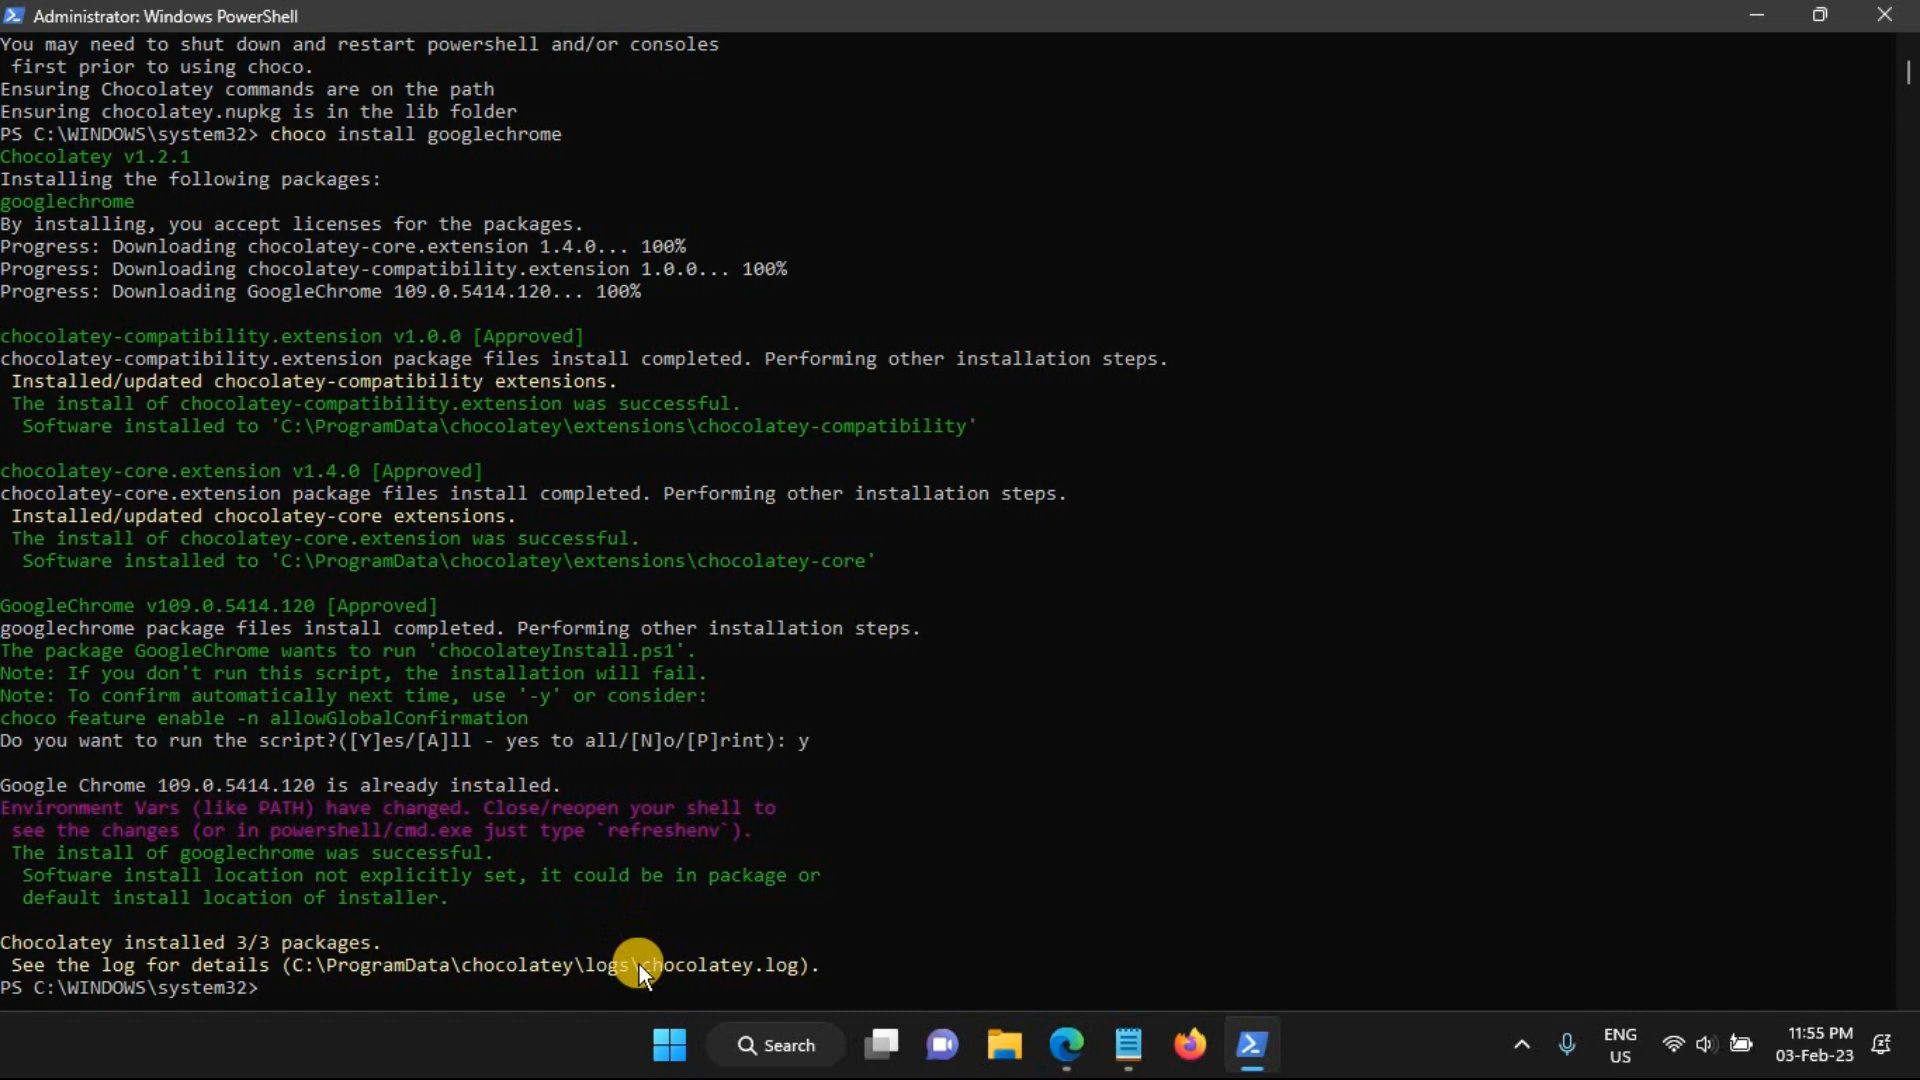 Administrator: Windows PowerShell
You may need to shut down and restart powershell and/or consoles
first prior to using choco.
Ensuring Chocolatey commands are on the path
Ensuring chocolatey.nupkg is in the lib folder
PS C:\WINDOWS\system32> choco install googlechrome
Chocolatey v1.2.1
Installing the following packages:
googlechrome
By installing, you accept licenses for the packages.
Progress: Downloading chocolatey-core.extension 1.4.0... 100%
Progress: Downloading chocolatey-compatibility.extension 1.0.0... 100%
Progress: Downloading GoogleChrome 109.0.5414.120... 100%
chocolatey-compatibility.extension v1.0.0 [Approved]
chocolatey-compatibility.extension package files install completed. Performing other installation steps.
Installed/updated chocolatey-compatibility extensions.
The install of chocolatey-compatibility.extension was successful.
Software installed to 'C:\ProgramData\chocolatey\extensions\chocolatey-compatibility'
chocolatey-core.extension v1.4.0 [Approved]
chocolatey-core.extension package files install completed. Performing other installation steps.
Installed/updated chocolatey-core extensions.
The install of chocolatey-core.extension was successful.
Software installed to 'C:\ProgramData\chocolatey\extensions\chocolatey-core'
GoogleChrome v109.0.5414.120 [Approved]
googlechrome package files install completed. Performing other installation steps.
The package GoogleChrome wants to run 'chocolateyInstall.ps1'.
Note: If you don't run this script, the installation will fail.
Note: To confirm automatically next time, use '-y' or consider:
choco feature enable -n allowGlobalConfirmation
Do you want to run the script?([Y]es/[A]ll - yes to all/[N]o/[P]rint): y
Google Chrome 109.0.5414.120 is already installed.
Environment Vars (like PATH) have changed. Close/reopen your shell to
see the changes (or in powershell/cmd.exe just type `refreshenv`).
The install of googlechrome was successful.
Software install location not explicitly set, it could be in package or
default install location of installer.
Chocolatey installed 3/3 packages.
See the log for details (C:\ProgramData\chocolatey\logs\chocolatey.log).
PS C:\WINDOWS\system32>
Search
ENG
US
11:55 PM
03-Feb-23